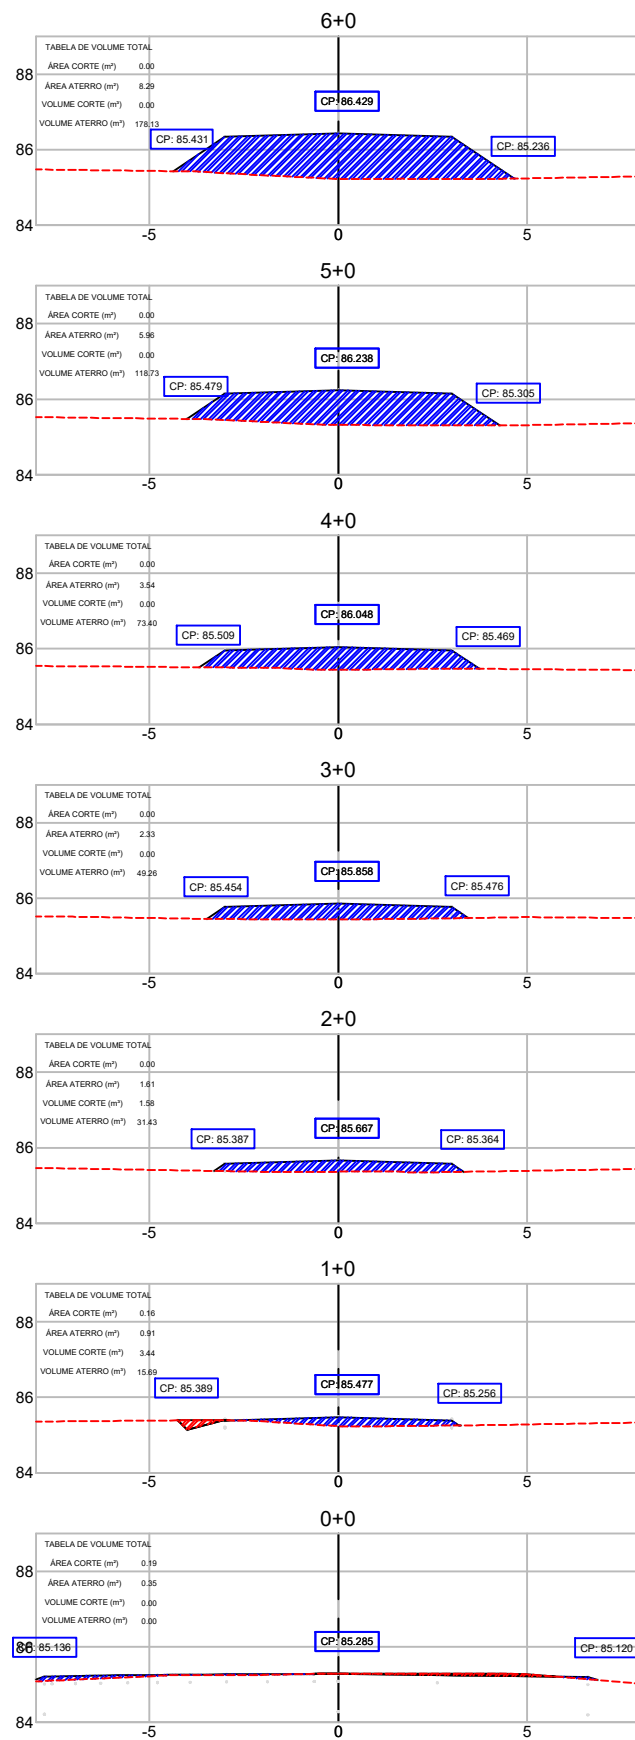 6+0
TABELA DE VOLUME TOTAL
ÁREA CORTE (m²) 0.00
ÁREA ATERRO (m²) 8.29
VOLUME CORTE (m³) 0.00
VOLUME ATERRO (m³) 178.13
CP: 86.429
CP: 85.431
CP: 85.236
88
86
84
-5 0 5
5+0
TABELA DE VOLUME TOTAL
ÁREA CORTE (m²) 0.00
ÁREA ATERRO (m²) 5.96
VOLUME CORTE (m³) 0.00
VOLUME ATERRO (m³) 118.73
CP: 86.238
CP: 85.479
CP: 85.305
88
86
84
-5 0 5
4+0
TABELA DE VOLUME TOTAL
ÁREA CORTE (m²) 0.00
ÁREA ATERRO (m²) 3.54
VOLUME CORTE (m³) 0.00
VOLUME ATERRO (m³) 73.40
CP: 86.048
CP: 85.509
CP: 85.469
88
86
84
-5 0 5
3+0
TABELA DE VOLUME TOTAL
ÁREA CORTE (m²) 0.00
ÁREA ATERRO (m²) 2.33
VOLUME CORTE (m³) 0.00
VOLUME ATERRO (m³) 49.26
CP: 85.858
CP: 85.454
CP: 85.476
88
86
84
-5 0 5
2+0
TABELA DE VOLUME TOTAL
ÁREA CORTE (m²) 0.00
ÁREA ATERRO (m²) 1.61
VOLUME CORTE (m³) 1.58
VOLUME ATERRO (m³) 31.43
CP: 85.667
CP: 85.387
CP: 85.364
88
86
84
-5 0 5
1+0
TABELA DE VOLUME TOTAL
ÁREA CORTE (m²) 0.16
ÁREA ATERRO (m²) 0.91
VOLUME CORTE (m³) 3.44
VOLUME ATERRO (m³) 15.69
CP: 85.477
CP: 85.389
CP: 85.256
88
86
84
-5 0 5
0+0
TABELA DE VOLUME TOTAL
ÁREA CORTE (m²) 0.19
ÁREA ATERRO (m²) 0.35
VOLUME CORTE (m³) 0.00
VOLUME ATERRO (m³) 0.00
CP: 85.285
CP: 85.136
CP: 85.120
88
86
84
-5 0 5